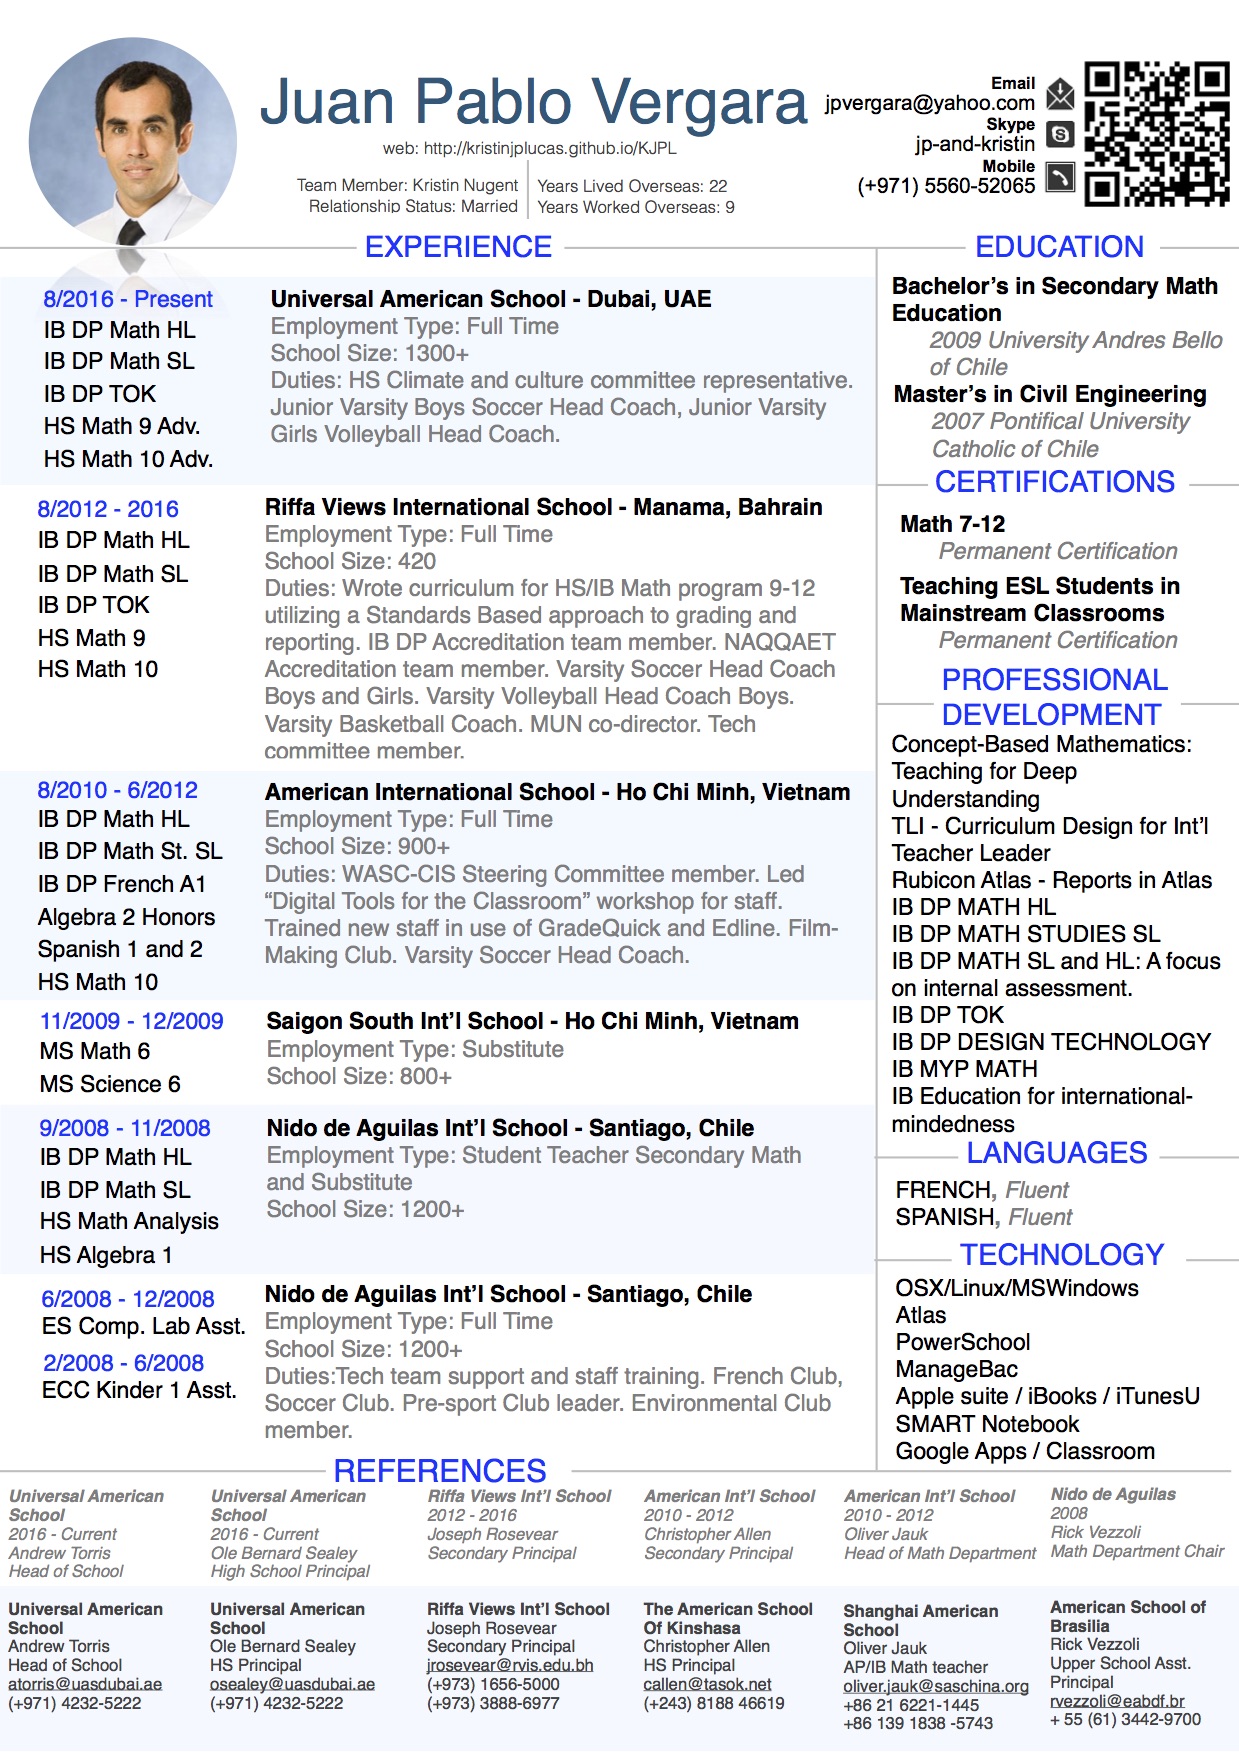 Juan Pablo Vergara
web: http://kristinjplucas.github.io/KJPL
Team Member: Kristin Nugent
Relationship Status: Married
Years Lived Overseas: 22
Years Worked Overseas: 9
Email
jpvergara@yahoo.com
Skype
jp-and-kristin
Mobile
(+971) 5560-52065
EXPERIENCE
8/2016 - Present
IB DP Math HL
IB DP Math SL
IB DP TOK
HS Math 9 Adv.
HS Math 10 Adv.
Universal American School - Dubai, UAE
Employment Type: Full Time
School Size: 1300+
Duties: HS Climate and culture committee representative.
Junior Varsity Boys Soccer Head Coach, Junior Varsity
Girls Volleyball Head Coach.
8/2012 - 2016
IB DP Math HL
IB DP Math SL
IB DP TOK
HS Math 9
HS Math 10
Riffa Views International School - Manama, Bahrain
Employment Type: Full Time
School Size: 420
Duties: Wrote curriculum for HS/IB Math program 9-12
utilizing a Standards Based approach to grading and
reporting. IB DP Accreditation team member. NAQQAET
Accreditation team member. Varsity Soccer Head Coach
Boys and Girls. Varsity Volleyball Head Coach Boys.
Varsity Basketball Coach. MUN co-director. Tech
committee member.
8/2010 - 6/2012
IB DP Math HL
IB DP Math St. SL
IB DP French A1
Algebra 2 Honors
Spanish 1 and 2
HS Math 10
American International School - Ho Chi Minh, Vietnam
Employment Type: Full Time
School Size: 900+
Duties: WASC-CIS Steering Committee member. Led
“Digital Tools for the Classroom” workshop for staff.
Trained new staff in use of GradeQuick and Edline. Film-
Making Club. Varsity Soccer Head Coach.
11/2009 - 12/2009
MS Math 6
MS Science 6
Saigon South Int’l School - Ho Chi Minh, Vietnam
Employment Type: Substitute
School Size: 800+
9/2008 - 11/2008
IB DP Math HL
IB DP Math SL
HS Math Analysis
HS Algebra 1
Nido de Aguilas Int’l School - Santiago, Chile
Employment Type: Student Teacher Secondary Math
and Substitute
School Size: 1200+
6/2008 - 12/2008
ES Comp. Lab Asst.
2/2008 - 6/2008
ECC Kinder 1 Asst.
Nido de Aguilas Int’l School - Santiago, Chile
Employment Type: Full Time
School Size: 1200+
Duties:Tech team support and staff training. French Club,
Soccer Club. Pre-sport Club leader. Environmental Club
member.
EDUCATION
Bachelor’s in Secondary Math
Education
2009 University Andres Bello
of Chile
Master’s in Civil Engineering
2007 Pontifical University
Catholic of Chile
CERTIFICATIONS
Math 7-12
Permanent Certification
Teaching ESL Students in
Mainstream Classrooms
Permanent Certification
PROFESSIONAL
DEVELOPMENT
Concept-Based Mathematics:
Teaching for Deep
Understanding
TLI - Curriculum Design for Int’l
Teacher Leader
Rubicon Atlas - Reports in Atlas
IB DP MATH HL
IB DP MATH STUDIES SL
IB DP MATH SL and HL: A focus
on internal assessment.
IB DP TOK
IB DP DESIGN TECHNOLOGY
IB MYP MATH
IB Education for international-
mindedness
LANGUAGES
FRENCH, Fluent
SPANISH, Fluent
TECHNOLOGY
OSX/Linux/MSWindows
Atlas
PowerSchool
ManageBac
Apple suite / iBooks / iTunesU
SMART Notebook
Google Apps / Classroom
REFERENCES
Universal American
School
2016 - Current
Andrew Torris
Head of School
Universal American
School
2016 - Current
Ole Bernard Sealey
High School Principal
Riffa Views Int’l School
2012 - 2016
Joseph Rosevear
Secondary Principal
American Int’l School
2010 - 2012
Christopher Allen
Secondary Principal
American Int’l School
2010 - 2012
Oliver Jauk
Head of Math Department
Nido de Aguilas
2008
Rick Vezzoli
Math Department Chair
Universal American
School
Andrew Torris
Head of School
atorris@uasdubai.ae
(+971) 4232-5222
Universal American
School
Ole Bernard Sealey
HS Principal
osealey@uasdubai.ae
(+971) 4232-5222
Riffa Views Int’l School
Joseph Rosevear
Secondary Principal
jrosevear@rvis.edu.bh
(+973) 1656-5000
(+973) 3888-6977
The American School
Of Kinshasa
Christopher Allen
HS Principal
callen@tasok.net
(+243) 8188 46619
Shanghai American
School
Oliver Jauk
AP/IB Math teacher
oliver.jauk@saschina.org
+86 21 6221-1445
+86 139 1838 -5743
American School of
Brasilia
Rick Vezzoli
Upper School Asst.
Principal
rvezzoli@eabdf.br
+ 55 (61) 3442-9700